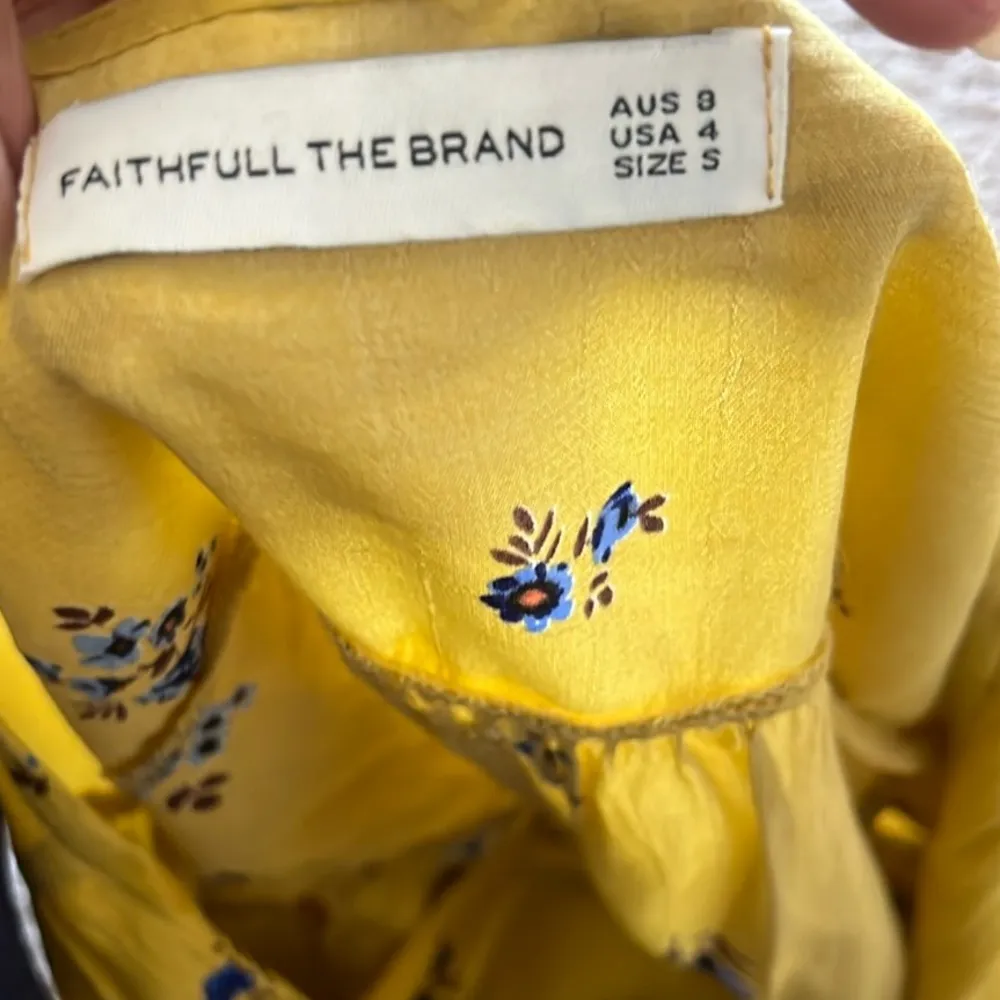 FAITHFULL THE BRAND
AUS 8
USA 4
SIZE S